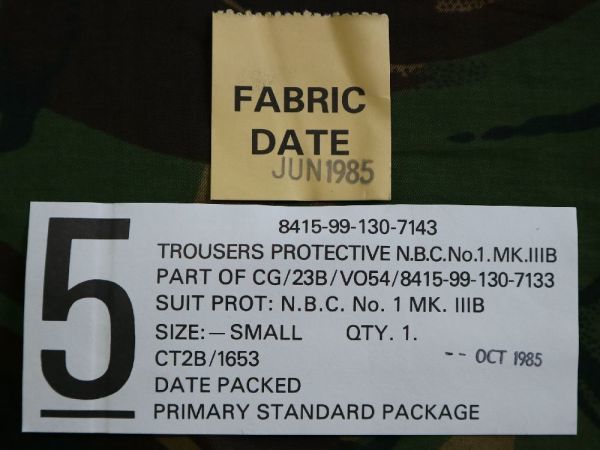 FABRIC
DATE
JUN 1985
5
8415-99-130-7143
TROUSERS PROTECTIVE N.B.C.No.1.MK.IIIB
PART OF CG/23B/VO54/8415-99-130-7133
SUIT PROT: N.B.C. No. 1 MK. IIIB
SIZE:—SMALL QTY. 1.
CT2B/1653 -- OCT 1985
DATE PACKED
PRIMARY STANDARD PACKAGE